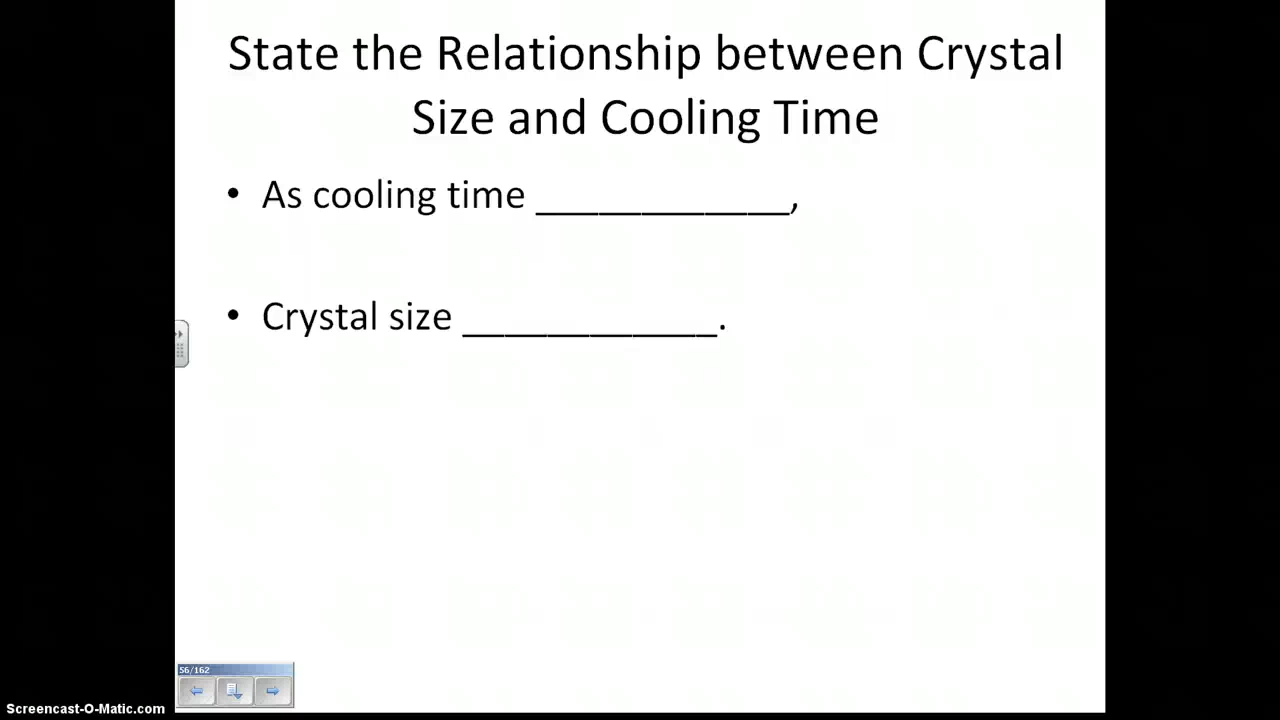 State the Relationship between Crystal
Size and Cooling Time
• As cooling time ____________,
• Crystal size ____________.
56/162
Screencast-O-Matic.com